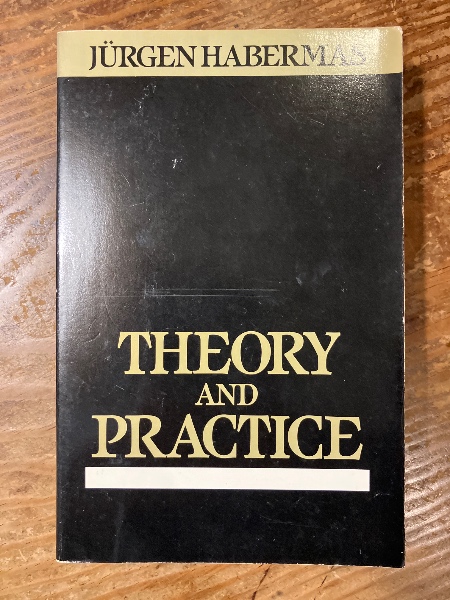 JÜRGEN HABERMAS
THEORY
AND
PRACTICE